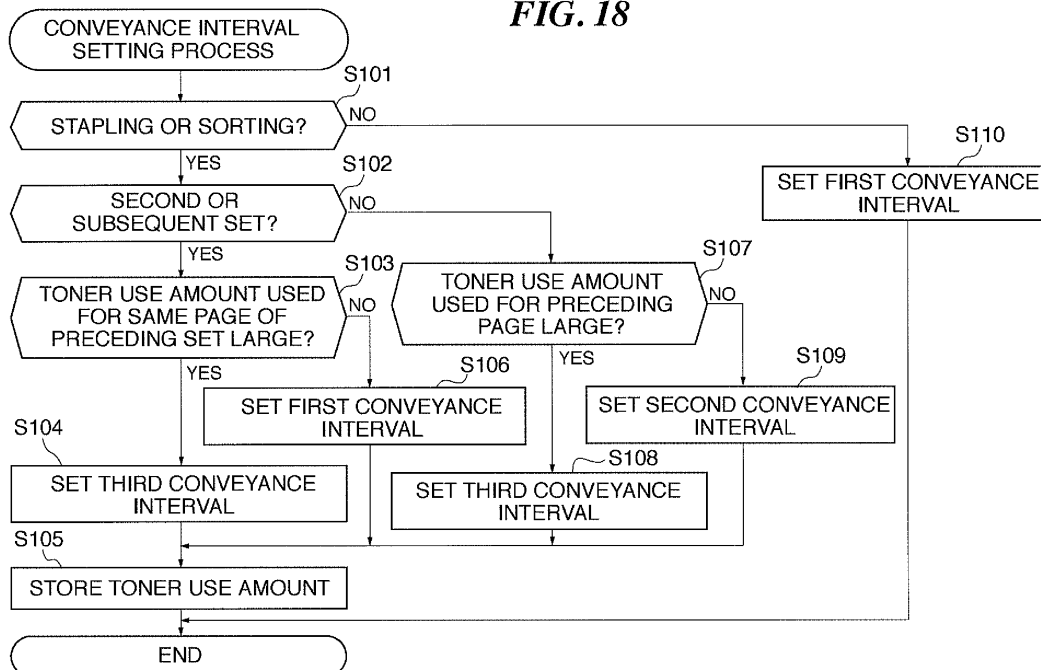 FIG. 18
CONVEYANCE INTERVAL
SETTING PROCESS
S101
STAPLING OR SORTING?
NO
YES
S110
SET FIRST CONVEYANCE
INTERVAL
S102
SECOND OR
SUBSEQUENT SET?
NO
YES
S103
TONER USE AMOUNT USED
FOR SAME PAGE OF
PRECEDING SET LARGE?
NO
YES
S107
TONER USE AMOUNT
USED FOR PRECEDING
PAGE LARGE?
NO
YES
S106
SET FIRST CONVEYANCE
INTERVAL
S109
SET SECOND CONVEYANCE
INTERVAL
S104
SET THIRD CONVEYANCE
INTERVAL
S108
SET THIRD CONVEYANCE
INTERVAL
S105
STORE TONER USE AMOUNT
END